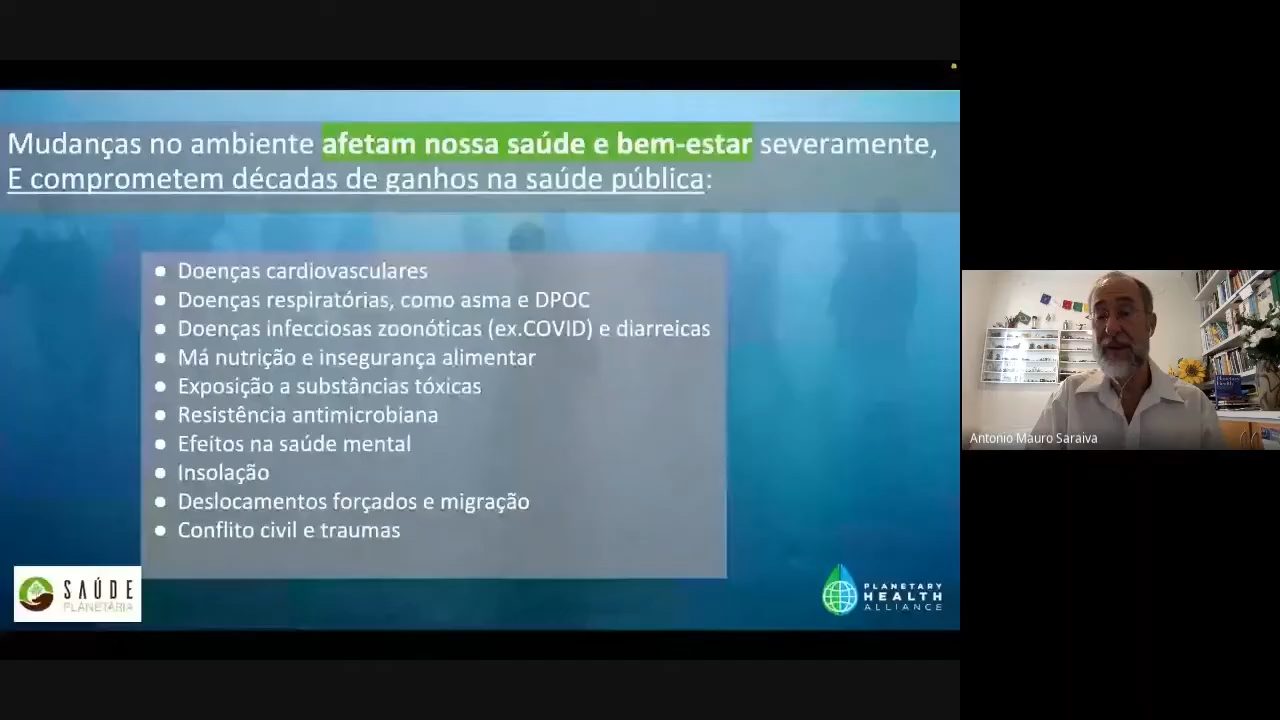 Mudanças no ambiente afetam nossa saúde e bem-estar severamente,
E comprometem décadas de ganhos na saúde pública:
● Doenças cardiovasculares
● Doenças respiratórias, como asma e DPOC
● Doenças infecciosas zoonóticas (ex.COVID) e diarreicas
● Má nutrição e insegurança alimentar
● Exposição a substâncias tóxicas
● Resistência antimicrobiana
● Efeitos na saúde mental
● Insolação
● Deslocamentos forçados e migração
● Conflito civil e traumas
SAÚDE
PLANETÁRIA
PLANETARY
HEALTH
ALLIANCE
Planetary
Health
Antonio Mauro Saraiva